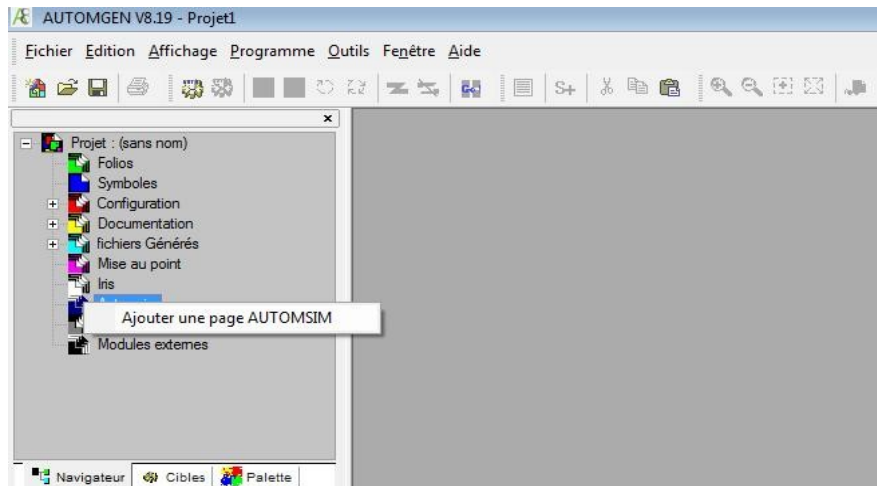 AUTOMGEN V8.19 - Projet1
Eichier Edition Affichage Programme Outils Fenêtre Aide
S+
x
Projet : (sans nom)
Folios
Symboles
Configuration
Documentation
fichiers Générés
Mise au point
Iris
Ajouter une page AUTOMSIM
Modules externes
Navigateur Cibles Palette